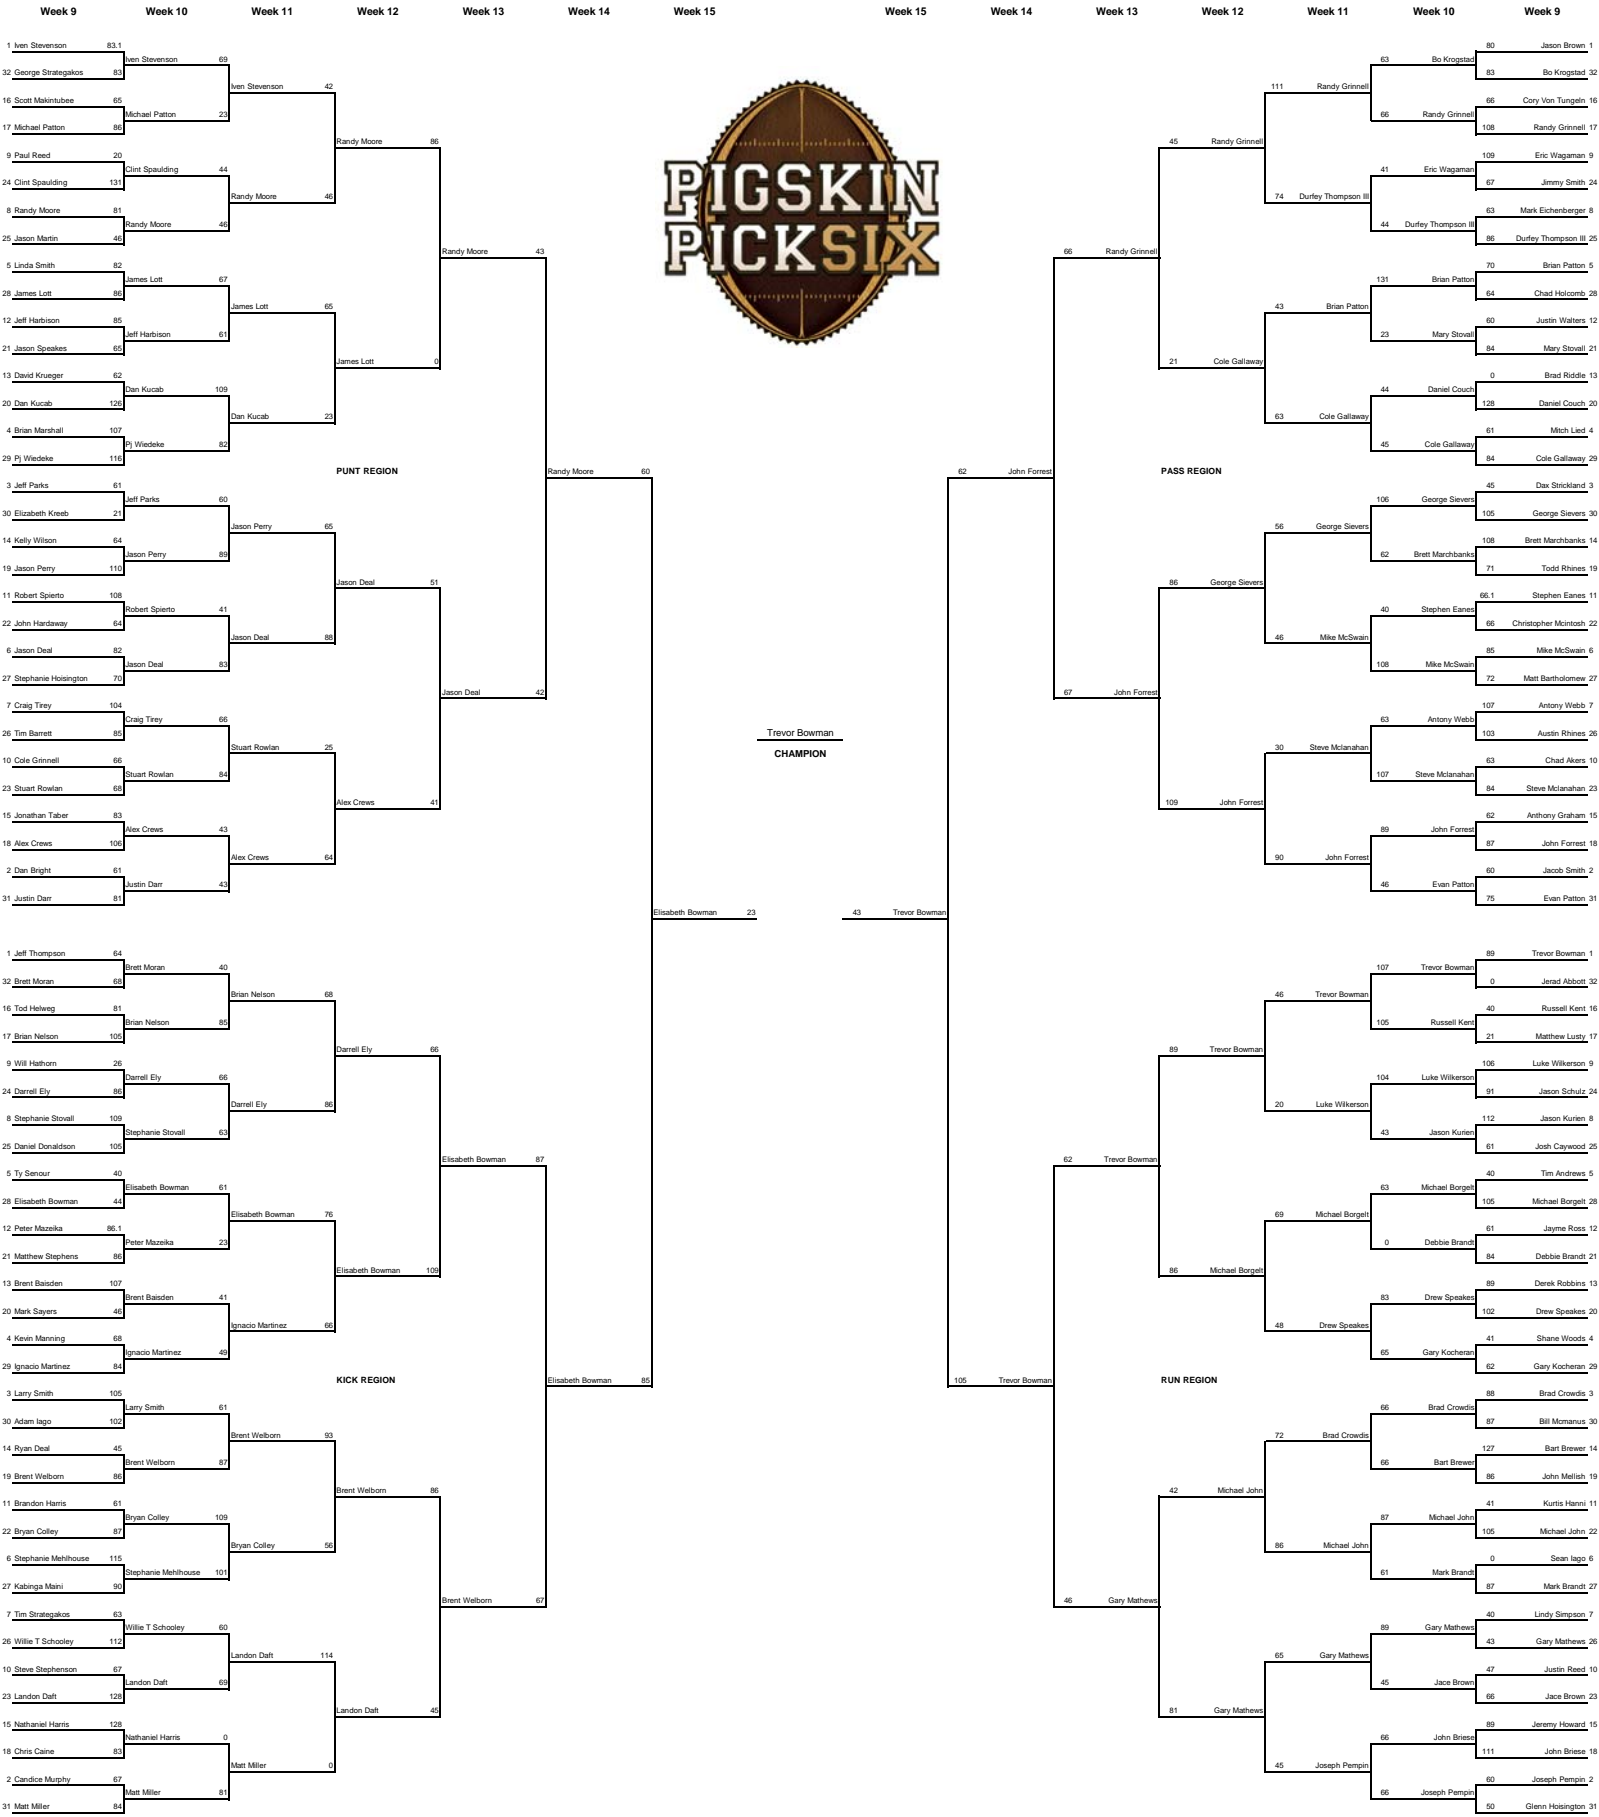 Week 9 Week 10 Week 11 Week 12 Week 13 Week 14 Week 15 Week 15 Week 14 Week 13 Week 12 Week 11 Week 10 Week 9
1 Iven Stevenson 83.1 80 Jason Brown 1
Iven Stevenson 69 63 Bo Krogstad
32 George Strategakos 83 83 Bo Krogstad 32
Iven Stevenson 42 111 Randy Grinnell
16 Scott Makintubee 65 66 Cory Von Tungeln 16
Michael Patton 23 66 Randy Grinnell
17 Michael Patton 86 108 Randy Grinnell 17
Randy Moore 86 45 Randy Grinnell
9 Paul Reed 20 109 Eric Wagaman 9
Clint Spaulding 44 41 Eric Wagaman
24 Clint Spaulding 131 67 Jimmy Smith 24
PIGSKIN
Randy Moore 46 74 Durfey Thompson III
8 Randy Moore 81 63 Mark Eichenberger 8
Randy Moore 46 44 Durfey Thompson III
25 Jason Martin 46 86 Durfey Thompson III 25
PICKSIX
Randy Moore 43 66 Randy Grinnell
5 Linda Smith 82 70 Brian Patton 5
James Lott 67 131 Brian Patton
28 James Lott 86 64 Chad Holcomb 28
James Lott 65 43 Brian Patton
12 Jeff Harbison 85 60 Justin Walters 12
Jeff Harbison 61 23 Mary Stovall
21 Jason Speakes 65 84 Mary Stovall 21
James Lott 0 21 Cole Gallaway
13 David Krueger 62 0 Brad Riddle 13
Dan Kucab 109 44 Daniel Couch
20 Dan Kucab 126 128 Daniel Couch 20
Dan Kucab 23 63 Cole Gallaway
4 Brian Marshall 107 61 Mitch Lied 4
Pj Wiedeke 82 45 Cole Gallaway
29 Pj Wiedeke 116 84 Cole Gallaway 29
PUNT REGION Randy Moore 60 62 John Forrest PASS REGION
3 Jeff Parks 61 45 Dax Strickland 3
Jeff Parks 60 106 George Sievers
30 Elizabeth Kreeb 21 105 George Sievers 30
Jason Perry 65 56 George Sievers
14 Kelly Wilson 64 108 Brett Marchbanks 14
Jason Perry 89 62 Brett Marchbanks
19 Jason Perry 110 71 Todd Rhines 19
Jason Deal 51 86 George Sievers
11 Robert Spierto 108 66.1 Stephen Eanes 11
Robert Spierto 41 40 Stephen Eanes
22 John Hardaway 64 66 Christopher Mcintosh 22
Jason Deal 88 46 Mike McSwain
6 Jason Deal 82 85 Mike McSwain 6
Jason Deal 83 108 Mike McSwain
27 Stephanie Hoisington 70 72 Matt Bartholomew 27
Jason Deal 42 67 John Forrest
7 Craig Tirey 104 107 Antony Webb 7
Craig Tirey 66 63 Antony Webb
26 Tim Barrett 85 Trevor Bowman 103 Austin Rhines 26
Stuart Rowlan 25 CHAMPION 30 Steve Mclanahan
10 Cole Grinnell 66 63 Chad Akers 10
Stuart Rowlan 84 107 Steve Mclanahan
23 Stuart Rowlan 68 84 Steve Mclanahan 23
Alex Crews 41 109 John Forrest
15 Jonathan Taber 83 62 Anthony Graham 15
Alex Crews 43 89 John Forrest
18 Alex Crews 106 87 John Forrest 18
Alex Crews 64 90 John Forrest
2 Dan Bright 61 60 Jacob Smith 2
Justin Darr 43 46 Evan Patton
31 Justin Darr 81 75 Evan Patton 31
Elisabeth Bowman 23 43 Trevor Bowman
1 Jeff Thompson 64 89 Trevor Bowman 1
Brett Moran 40 107 Trevor Bowman
32 Brett Moran 68 0 Jerad Abbott 32
Brian Nelson 68 46 Trevor Bowman
16 Tod Helweg 81 40 Russell Kent 16
Brian Nelson 85 105 Russell Kent
17 Brian Nelson 105 21 Matthew Lusty 17
Darrell Ely 66 89 Trevor Bowman
9 Will Hathorn 26 106 Luke Wilkerson 9
Darrell Ely 66 104 Luke Wilkerson
24 Darrell Ely 86 91 Jason Schulz 24
Darrell Ely 86 20 Luke Wilkerson
8 Stephanie Stovall 109 112 Jason Kurien 8
Stephanie Stovall 63 43 Jason Kurien
25 Daniel Donaldson 105 61 Josh Caywood 25
Elisabeth Bowman 87 62 Trevor Bowman
5 Ty Senour 40 40 Tim Andrews 5
Elisabeth Bowman 61 63 Michael Borgelt
28 Elisabeth Bowman 44 105 Michael Borgelt 28
Elisabeth Bowman 76 69 Michael Borgelt
12 Peter Mazeika 86.1 61 Jayme Ross 12
Peter Mazeika 23 0 Debbie Brandt
21 Matthew Stephens 86 84 Debbie Brandt 21
Elisabeth Bowman 109 86 Michael Borgelt
13 Brent Baisden 107 89 Derek Robbins 13
Brent Baisden 41 83 Drew Speakes
20 Mark Sayers 46 102 Drew Speakes 20
Ignacio Martinez 66 48 Drew Speakes
4 Kevin Manning 68 41 Shane Woods 4
Ignacio Martinez 49 65 Gary Kocheran
29 Ignacio Martinez 84 62 Gary Kocheran 29
KICK REGION Elisabeth Bowman 85 105 Trevor Bowman RUN REGION
3 Larry Smith 105 88 Brad Crowdis 3
Larry Smith 61 66 Brad Crowdis
30 Adam Iago 102 87 Bill Mcmanus 30
Brent Welborn 93 72 Brad Crowdis
14 Ryan Deal 45 127 Bart Brewer 14
Brent Welborn 87 66 Bart Brewer
19 Brent Welborn 86 86 John Mellish 19
Brent Welborn 86 42 Michael John
11 Brandon Harris 61 41 Kurtis Hanni 11
Bryan Colley 109 87 Michael John
22 Bryan Colley 87 105 Michael John 22
Bryan Colley 56 86 Michael John
6 Stephanie Mehlhouse 115 0 Sean Iago 6
Stephanie Mehlhouse 101 61 Mark Brandt
27 Kabinga Maini 90 87 Mark Brandt 27
Brent Welborn 67 46 Gary Mathews
7 Tim Strategakos 63 40 Lindy Simpson 7
Willie T Schooley 60 89 Gary Mathews
26 Willie T Schooley 112 43 Gary Mathews 26
Landon Daft 114 65 Gary Mathews
10 Steve Stephenson 67 47 Justin Reed 10
Landon Daft 69 45 Jace Brown
23 Landon Daft 128 66 Jace Brown 23
Landon Daft 45 81 Gary Mathews
15 Nathaniel Harris 128 89 Jeremy Howard 15
Nathaniel Harris 0 66 John Briese
18 Chris Caine 83 111 John Briese 18
Matt Miller 0 45 Joseph Pempin
2 Candice Murphy 67 60 Joseph Pempin 2
Matt Miller 81 66 Joseph Pempin
31 Matt Miller 84 50 Glenn Hoisington 31